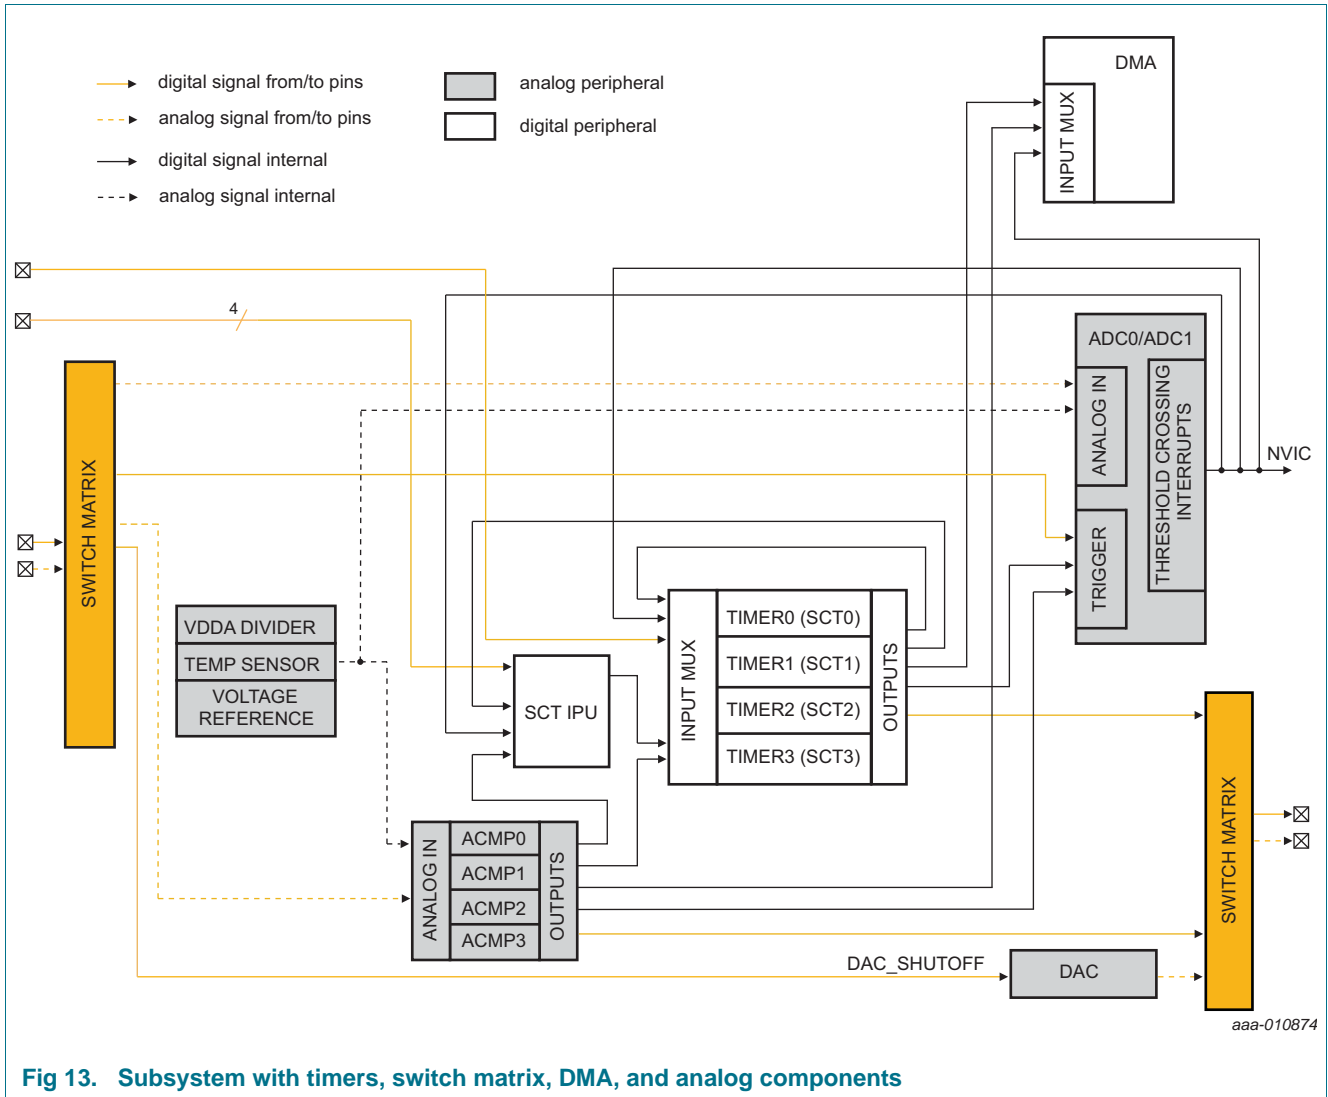 digital signal from/to pins
analog signal from/to pins
digital signal internal
analog signal internal
analog peripheral
digital peripheral
DMA
INPUT MUX
4
ADC0/ADC1
ANALOG IN
THRESHOLD CROSSING
INTERRUPTS
TRIGGER
NVIC
SWITCH MATRIX
VDDA DIVIDER
TEMP SENSOR
VOLTAGE
REFERENCE
SCT IPU
INPUT MUX
TIMER0 (SCT0)
TIMER1 (SCT1)
TIMER2 (SCT2)
TIMER3 (SCT3)
OUTPUTS
ANALOG IN
ACMP0
ACMP1
ACMP2
ACMP3
OUTPUTS
DAC_SHUTOFF
DAC
SWITCH MATRIX
aaa-010874
Fig 13. Subsystem with timers, switch matrix, DMA, and analog components